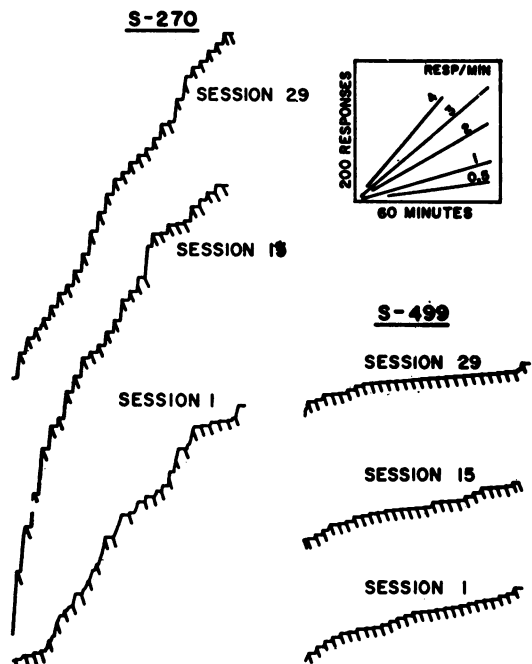 S-270
SESSION 29
SESSION 15
SESSION 1
RESP/MIN
4
3
2
1
0.5
200 RESPONSES
60 MINUTES
S-499
SESSION 29
SESSION 15
SESSION 1